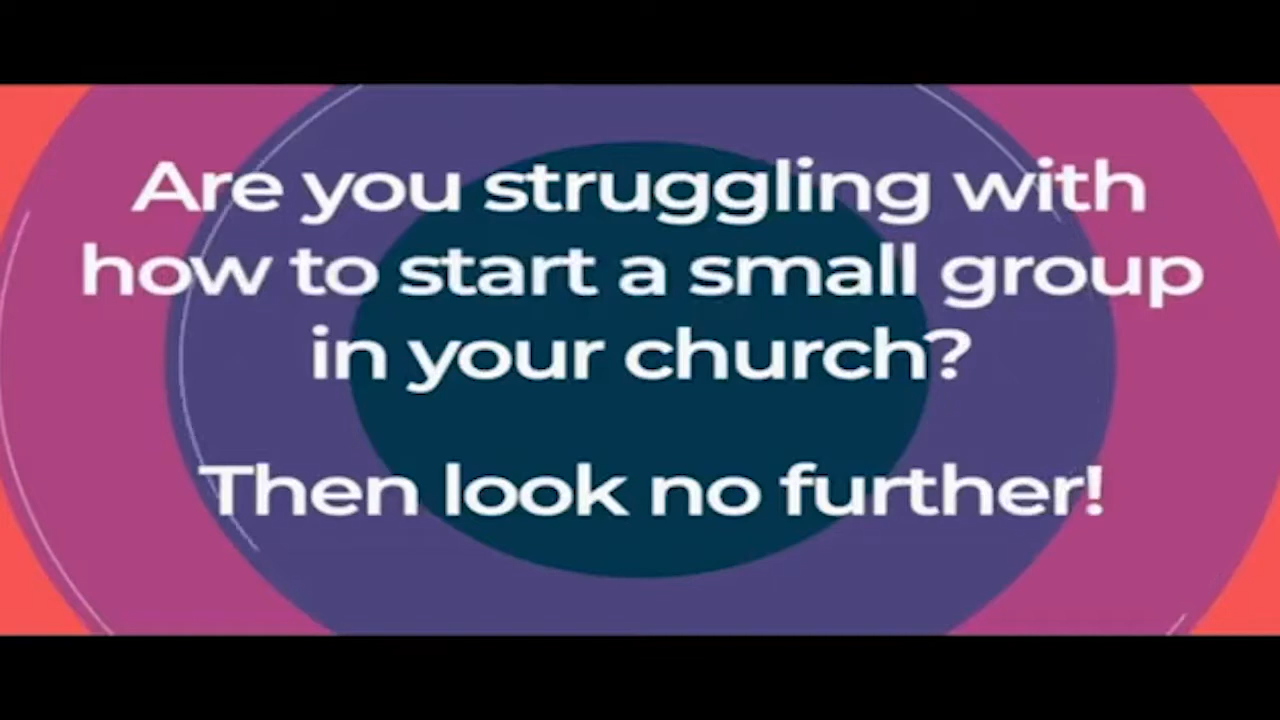 Are you struggling with
how to start a small group
in your church?
Then look no further!